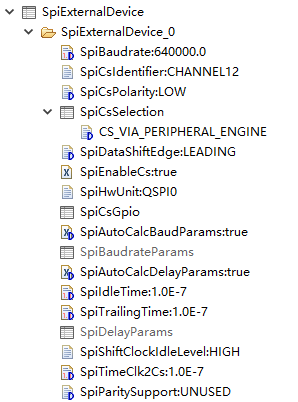 SpiExternalDevice
SpiExternalDevice_0
SpiBaudrate:640000.0
SpiCsIdentifier:CHANNEL12
SpiCsPolarity:LOW
SpiCsSelection
CS_VIA_PERIPHERAL_ENGINE
SpiDataShiftEdge:LEADING
SpiEnableCs:true
SpiHwUnit:QSPI0
SpiCsGpio
SpiAutoCalcBaudParams:true
SpiBaudrateParams
SpiAutoCalcDelayParams:true
SpiIdleTime:1.0E-7
SpiTrailingTime:1.0E-7
SpiDelayParams
SpiShiftClockIdleLevel:HIGH
SpiTimeClk2Cs:1.0E-7
SpiParitySupport:UNUSED